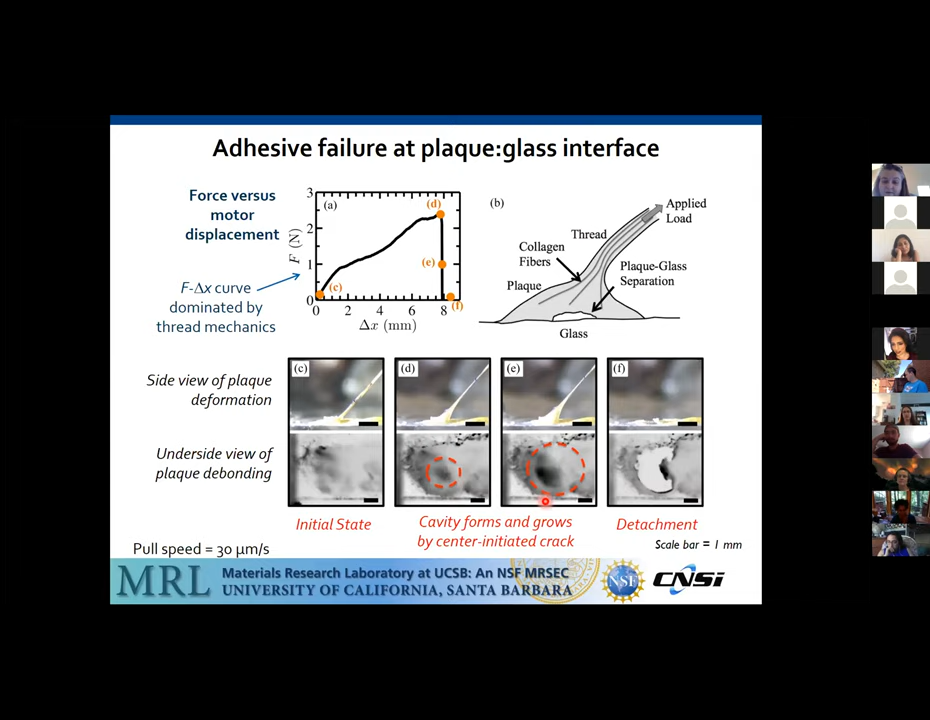 Adhesive failure at plaque:glass interface
Force versus
motor
displacement
F-Δx curve
dominated by
thread mechanics
(a)
3
2
1
0
F (N)
(c)
(d)
(e)
(f)
0 2 4 6 8
Δx (mm)
(b)
Applied
Load
Thread
Collagen
Fibers
Plaque-Glass
Separation
Plaque
Glass
Side view of plaque
deformation
(c)
(d)
(e)
(f)
Underside view of
plaque debonding
Initial State
Cavity forms and grows
by center-initiated crack
Detachment
Scale bar = 1 mm
Pull speed = 30 µm/s
MRL
Materials Research Laboratory at UCSB: An NSF MRSEC
UNIVERSITY OF CALIFORNIA, SANTA BARBARA
NSF
CNSi